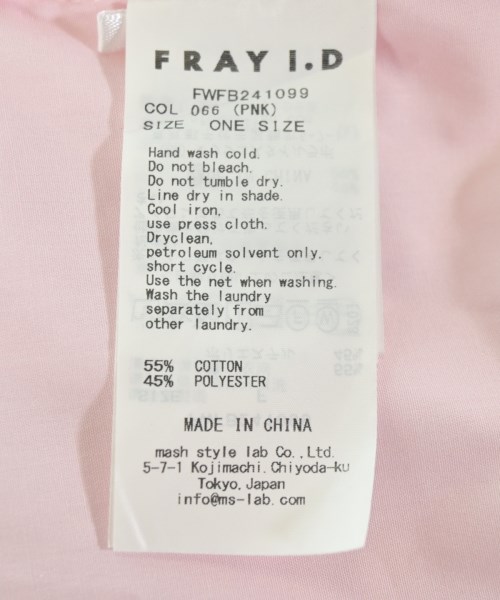 FRAY I.D
FWFB241099
COL 066 (PNK)
SIZE ONE SIZE
Hand wash cold.
Do not bleach.
Do not tumble dry.
Line dry in shade.
Cool iron,
use press cloth.
Dryclean,
petroleum solvent only.
short cycle.
Use the net when washing.
Wash the laundry
separately from
other laundry.
55% COTTON
45% POLYESTER
MADE IN CHINA
mash style lab Co.,Ltd.
5-7-1 Kojimachi.Chiyoda-ku
Tokyo,Japan
info@ms-lab.com